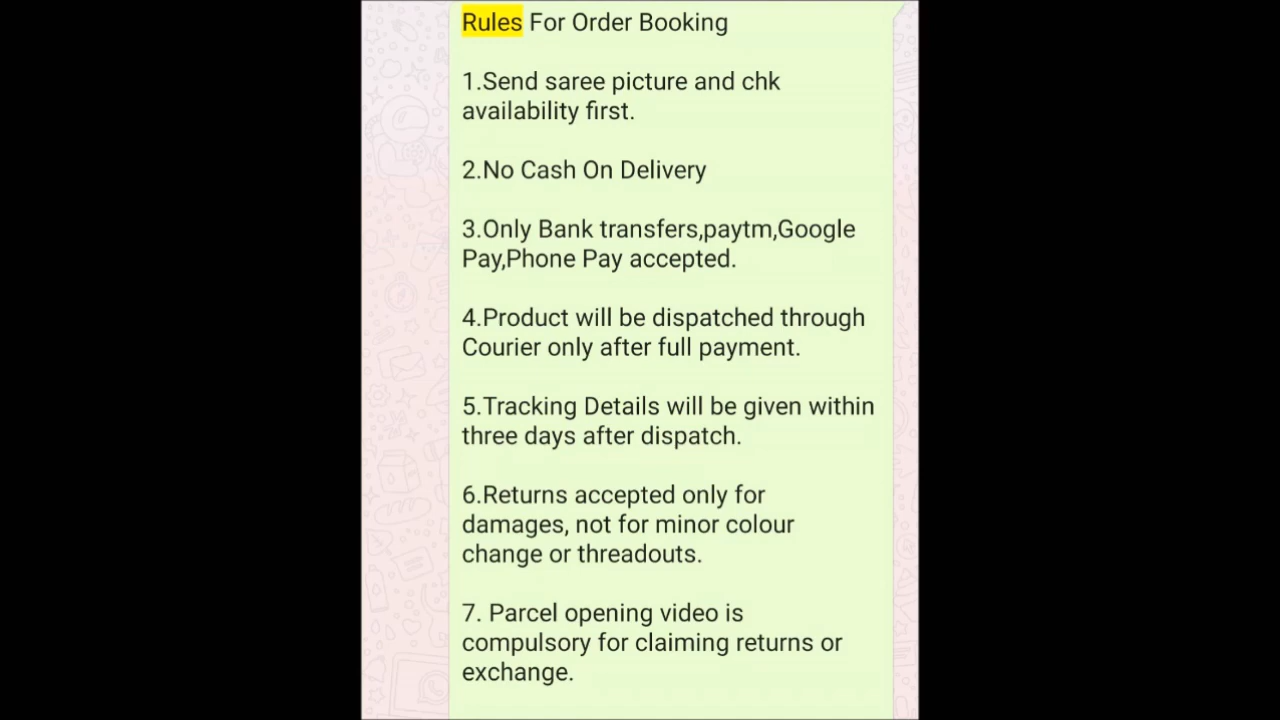 Rules For Order Booking
1.Send saree picture and chk
availability first.
2.No Cash On Delivery
3.Only Bank transfers,paytm,Google
Pay,Phone Pay accepted.
4.Product will be dispatched through
Courier only after full payment.
5.Tracking Details will be given within
three days after dispatch.
6.Returns accepted only for
damages, not for minor colour
change or threadouts.
7. Parcel opening video is
compulsory for claiming returns or
exchange.